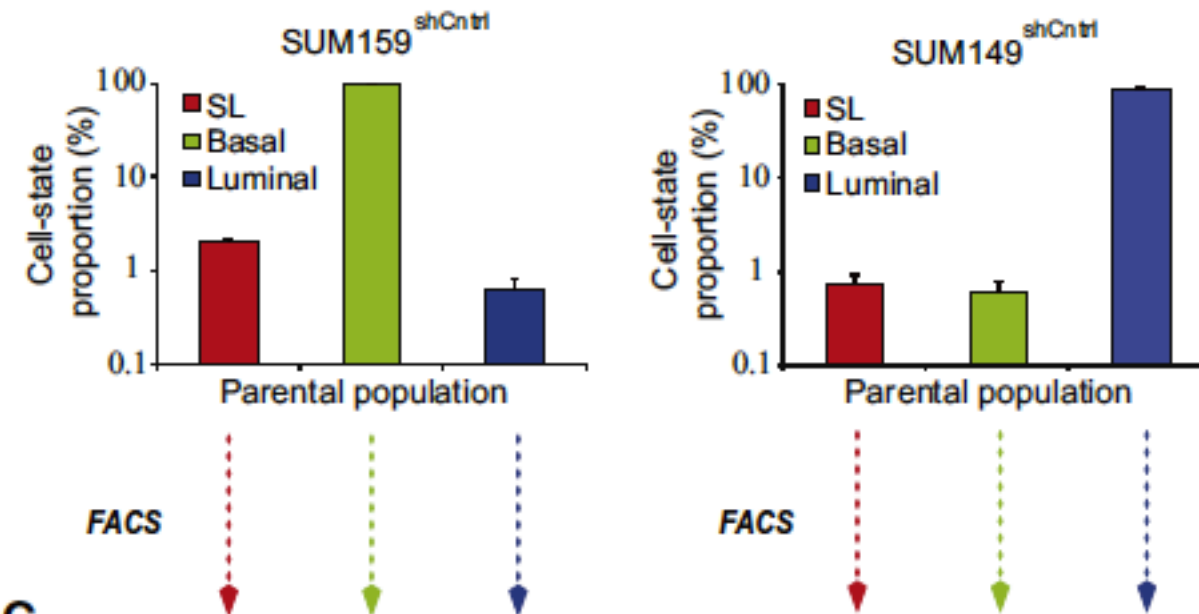 SUM159shCntrl
Cell-state
proportion (%)
100
10
1
0.1
SL
Basal
Luminal
Parental population
FACS
SUM149shCntrl
Cell-state
proportion (%)
100
10
1
0.1
SL
Basal
Luminal
Parental population
FACS